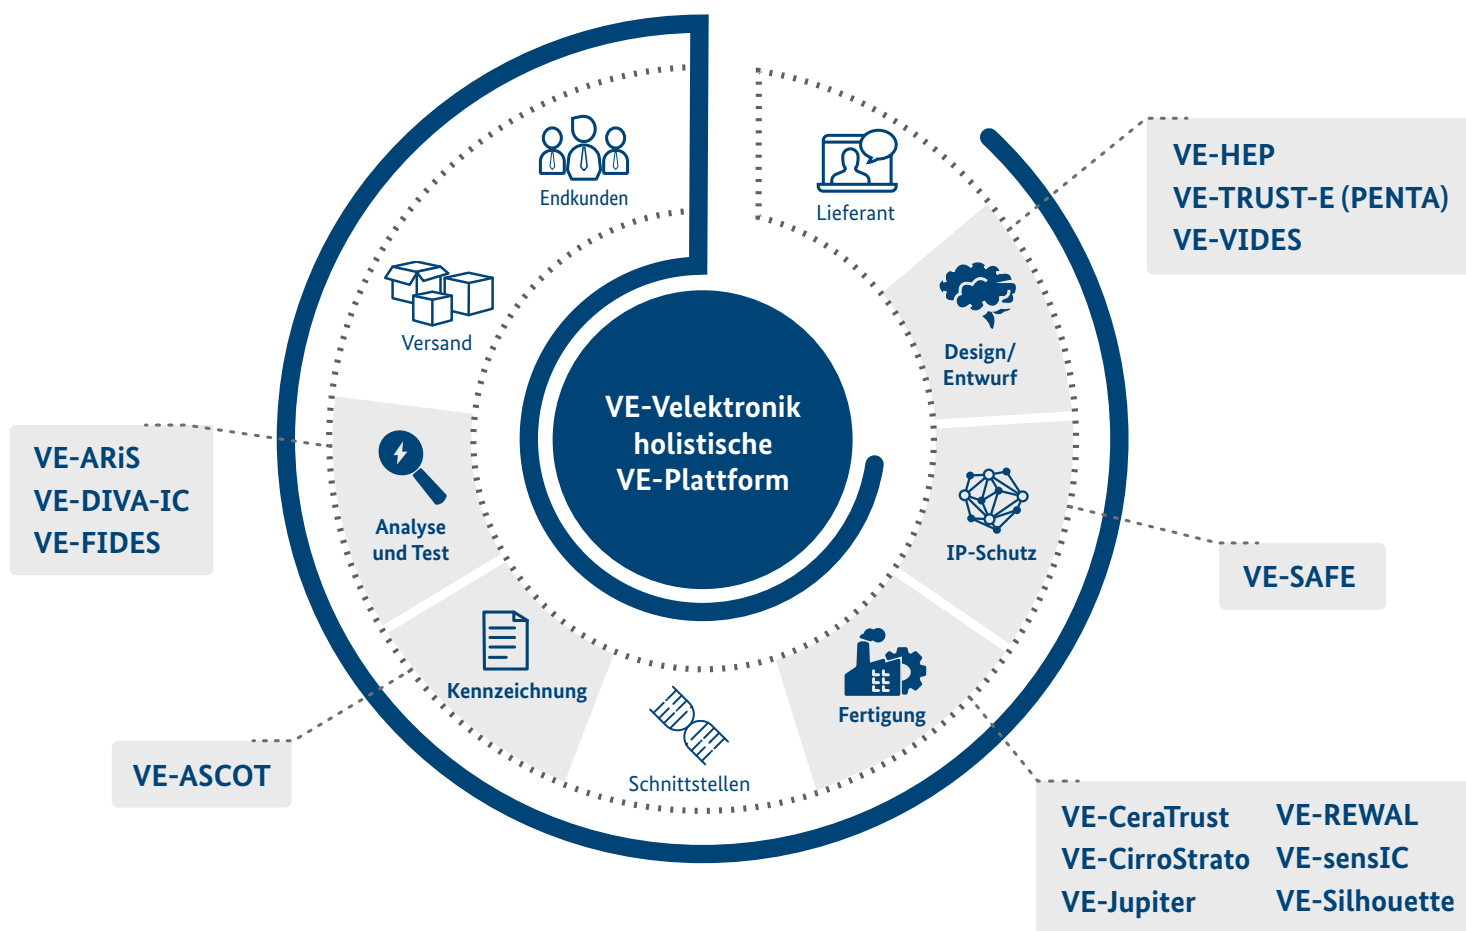 Endkunden
Lieferant
VE-HEP
VE-TRUST-E (PENTA)
VE-VIDES
Versand
Design/
Entwurf
VE-Velektronik
holistische
VE-Plattform
VE-ARiS
VE-DIVA-IC
VE-FIDES
Analyse
und Test
IP-Schutz
VE-SAFE
Kennzeichnung
Fertigung
Schnittstellen
VE-ASCOT
VE-CeraTrust
VE-CirroStrato
VE-Jupiter
VE-REWAL
VE-sensIC
VE-Silhouette